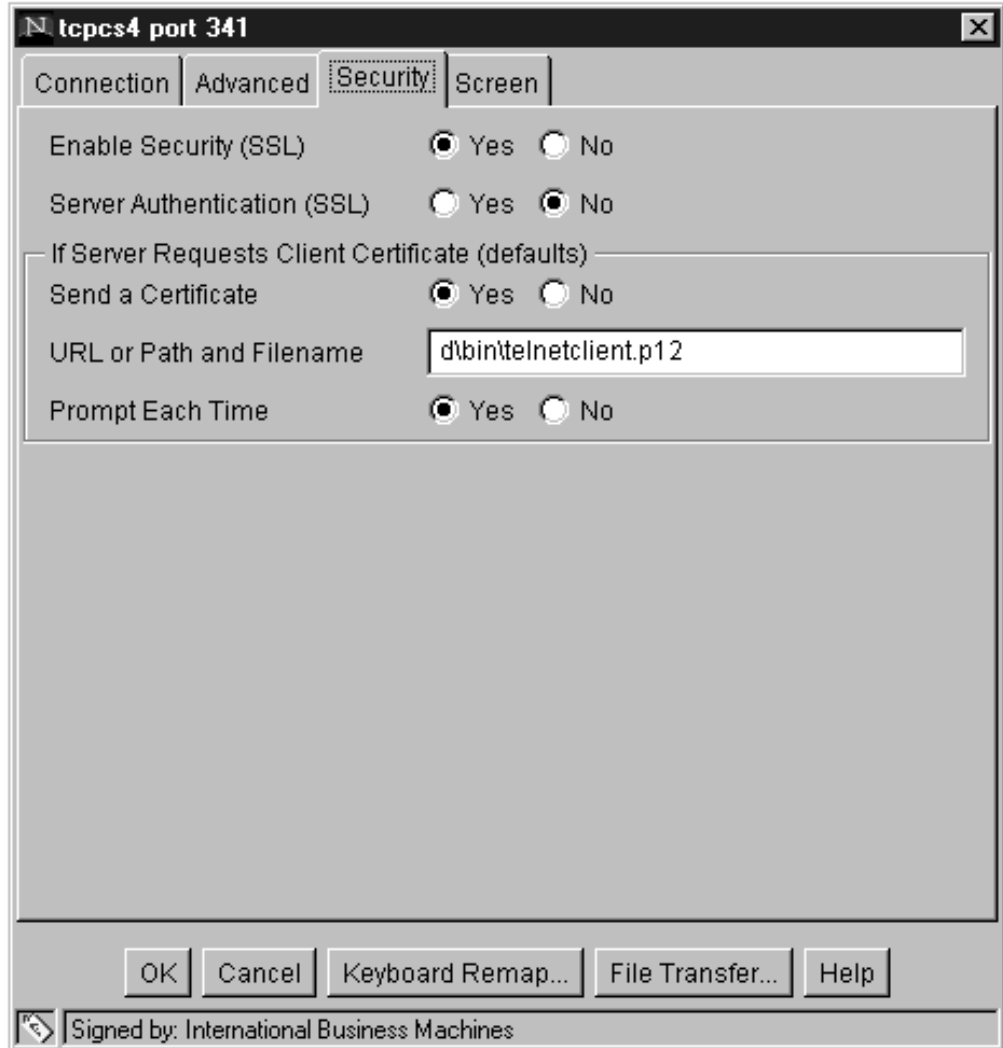 N tcpcs4 port 341
Connection Advanced Security Screen
Enable Security (SSL) Yes No
Server Authentication (SSL) Yes No
If Server Requests Client Certificate (defaults)
Send a Certificate Yes No
URL or Path and Filename d\bin\telnetclient.p12
Prompt Each Time Yes No
OK Cancel Keyboard Remap... File Transfer... Help
Signed by: International Business Machines